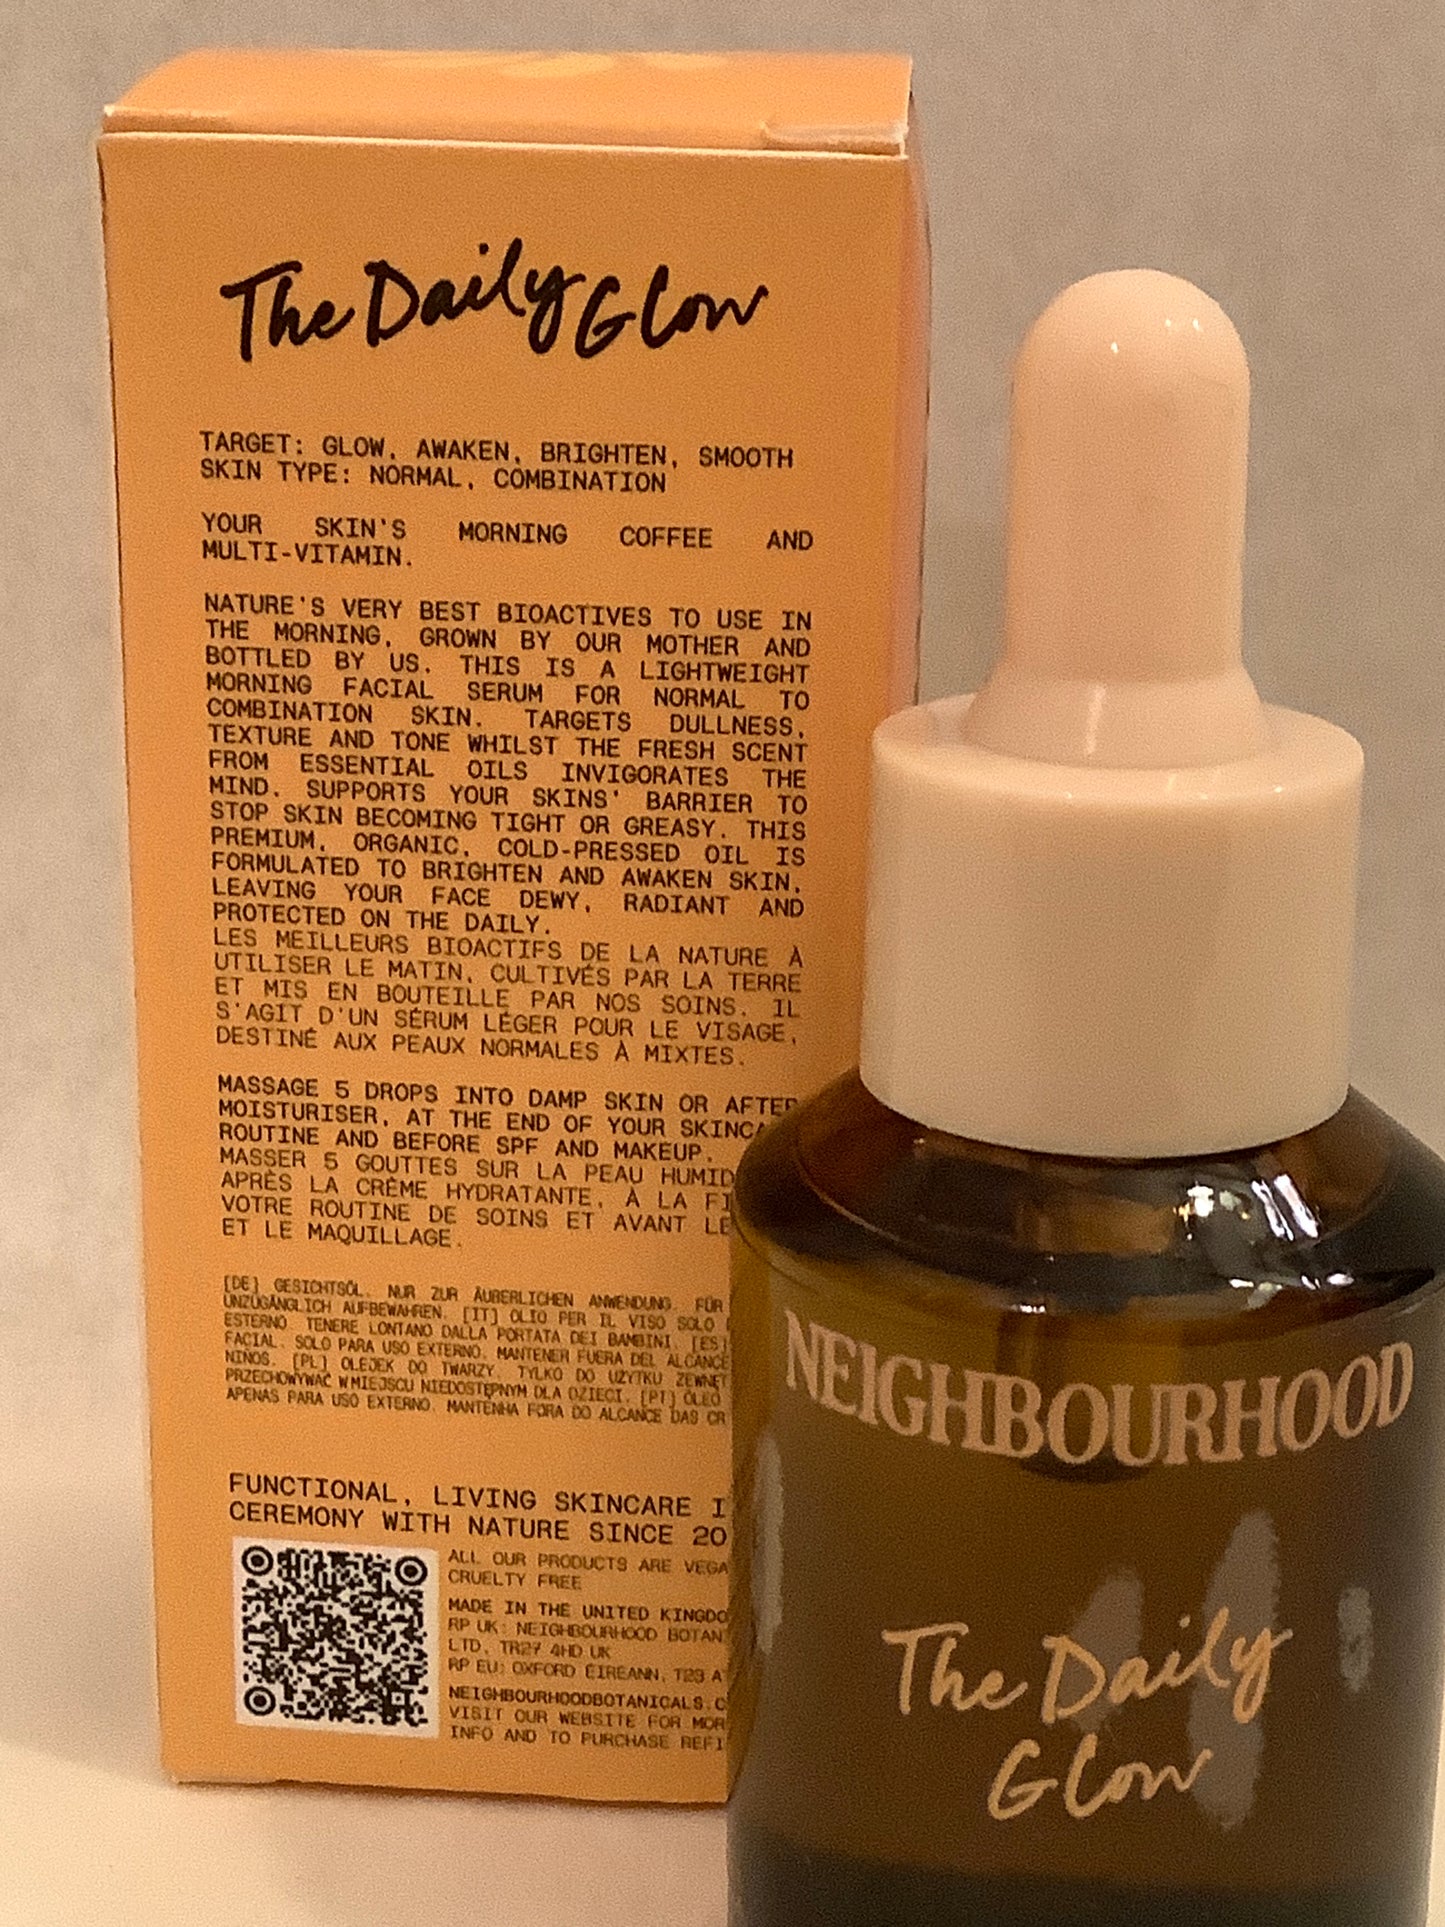 The Daily Glow
TARGET: GLOW, AWAKEN, BRIGHTEN, SMOOTH
SKIN TYPE: NORMAL, COMBINATION
YOUR SKIN'S MORNING COFFEE AND
MULTI-VITAMIN.
NATURE'S VERY BEST BIOACTIVES TO USE IN
THE MORNING, GROWN BY OUR MOTHER AND
BOTTLED BY US. THIS IS A LIGHTWEIGHT
MORNING FACIAL SERUM FOR NORMAL TO
COMBINATION SKIN. TARGETS DULLNESS,
TEXTURE AND TONE WHILST THE FRESH SCENT
FROM ESSENTIAL OILS INVIGORATES THE
MIND. SUPPORTS YOUR SKINS' BARRIER TO
STOP SKIN BECOMING TIGHT OR GREASY. THIS
PREMIUM, ORGANIC, COLD-PRESSED OIL IS
FORMULATED TO BRIGHTEN AND AWAKEN SKIN,
LEAVING YOUR FACE DEWY, RADIANT AND
PROTECTED ON THE DAILY.
LES MEILLEURS BIOACTIFS DE LA NATURE À
UTILISER LE MATIN, CULTIVÉS PAR LA TERRE
ET MIS EN BOUTEILLE PAR NOS SOINS. IL
S'AGIT D'UN SÉRUM LÉGER POUR LE VISAGE,
DESTINÉ AUX PEAUX NORMALES À MIXTES.
MASSAGE 5 DROPS INTO DAMP SKIN OR AFTER
MOISTURISER, AT THE END OF YOUR
ROUTINE AND BEFORE SPF AND MAKEUP.
MASSER 5 GOUTTES SUR LA PEAU
APRÈS LA CRÈME HYDRATANTE, À LA
VOTRE ROUTINE DE SOINS ET AVANT LE
ET LE MAQUILLAGE.
[DE] GESICHTSÖL. NUR ZUR ÄUßERLICHEN ANWENDUNG. FÜR
UNZUGÄNGLICH AUFBEWAHREN. [IT] OLIO PER IL VISO SOLO
ESTERNO. TENERE LONTANO DALLA PORTATA DEI BAMBINI. [ES]
FACIAL. SOLO PARA USO EXTERNO. MANTENER FUERA DEL ALCANCE
NIÑOS. [PL] OLEJEK DO TWARZY. TYLKO DO UŻYTKU
PRZECHOWYWAĆ W MIEJSCU NIEDOSTĘPNYM DLA DZIECI. [PT] ÓLEO
APENAS PARA USO EXTERNO. MANTENHA FORA DO ALCANCE DAS
FUNCTIONAL, LIVING SKINCARE
CEREMONY WITH NATURE SINCE 20
ALL OUR PRODUCTS ARE
CRUELTY FREE
MADE IN THE UNITED
RP UK: NEIGHBOURHOOD
LTD, TR27 4HD UK
RP EU: OXFORD ÉIREANN, T23
NEIGHBOURHOODBOTANICALS.C
VISIT OUR WEBSITE FOR
INFO AND TO PURCHASE
NEIGHBOURHOOD
The Daily
Glow